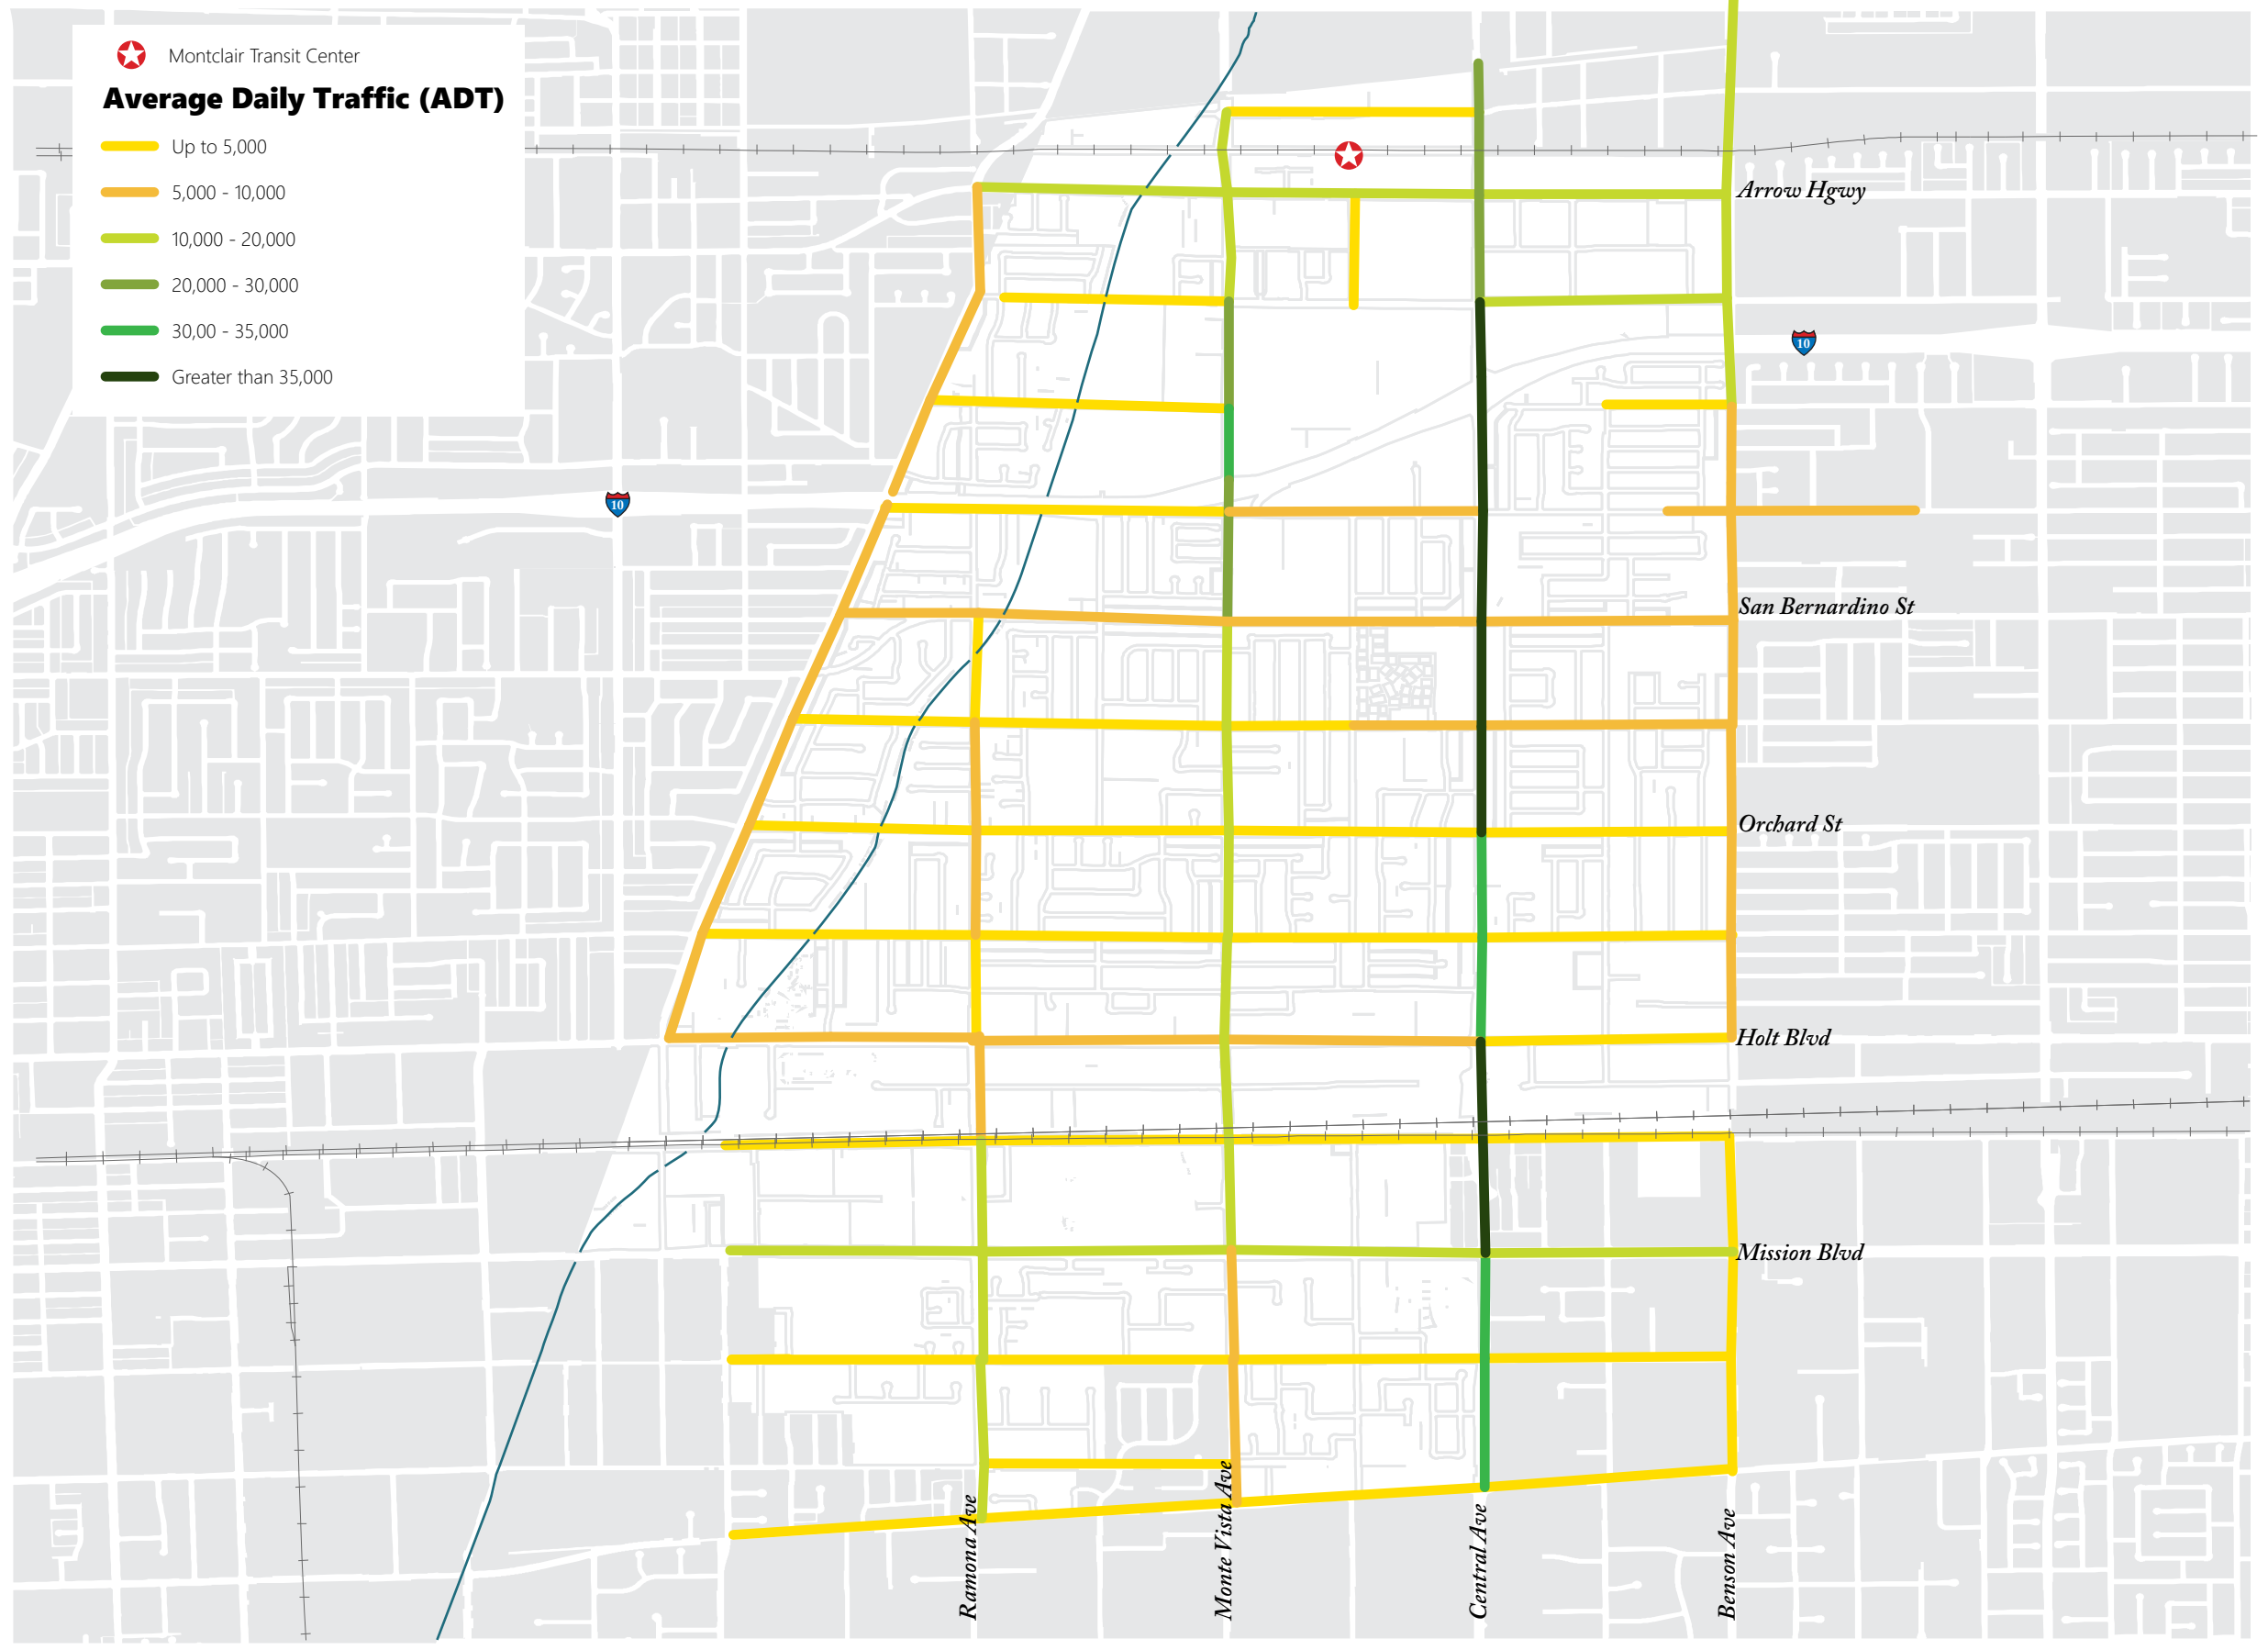 Montclair Transit Center
Average Daily Traffic (ADT)
Up to 5,000
5,000 - 10,000
10,000 - 20,000
20,000 - 30,000
30,00 - 35,000
Greater than 35,000
Arrow Hgwy
10
10
San Bernardino St
Orchard St
Holt Blvd
Mission Blvd
Ramona Ave
Monte Vista Ave
Central Ave
Benson Ave